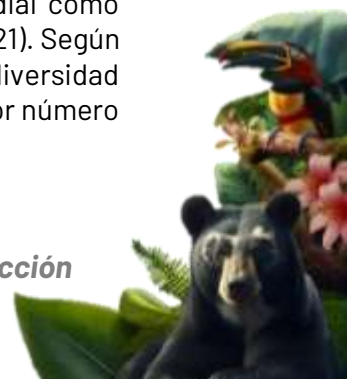 dial como
21). Según
diversidad
or número
cción